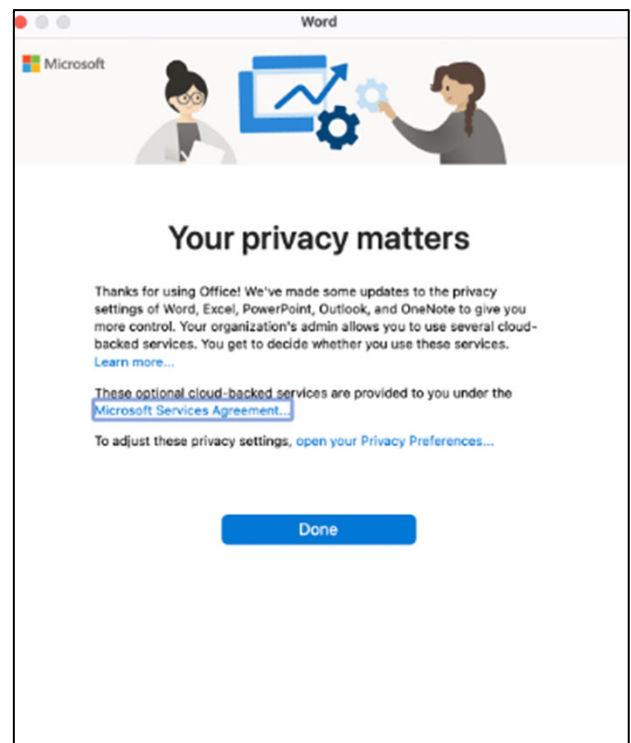 Word
Microsoft
Your privacy matters
Thanks for using Office! We've made some updates to the privacy
settings of Word, Excel, PowerPoint, Outlook, and OneNote to give you
more control. Your organization's admin allows you to use several cloud-
backed services. You get to decide whether you use these services.
Learn more...
These optional cloud-backed services are provided to you under the
Microsoft Services Agreement...
To adjust these privacy settings, open your Privacy Preferences...
Done